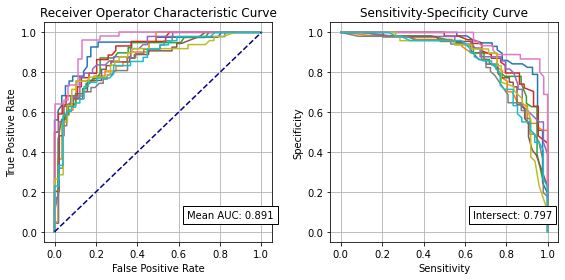 Receiver Operator Characteristic Curve
True Positive Rate
1.0
0.8
0.6
0.4
0.2
0.0
Mean AUC: 0.891
0.0 0.2 0.4 0.6 0.8 1.0
False Positive Rate
Sensitivity-Specificity Curve
Specificity
1.0
0.8
0.6
0.4
0.2
0.0
Intersect: 0.797
0.0 0.2 0.4 0.6 0.8 1.0
Sensitivity